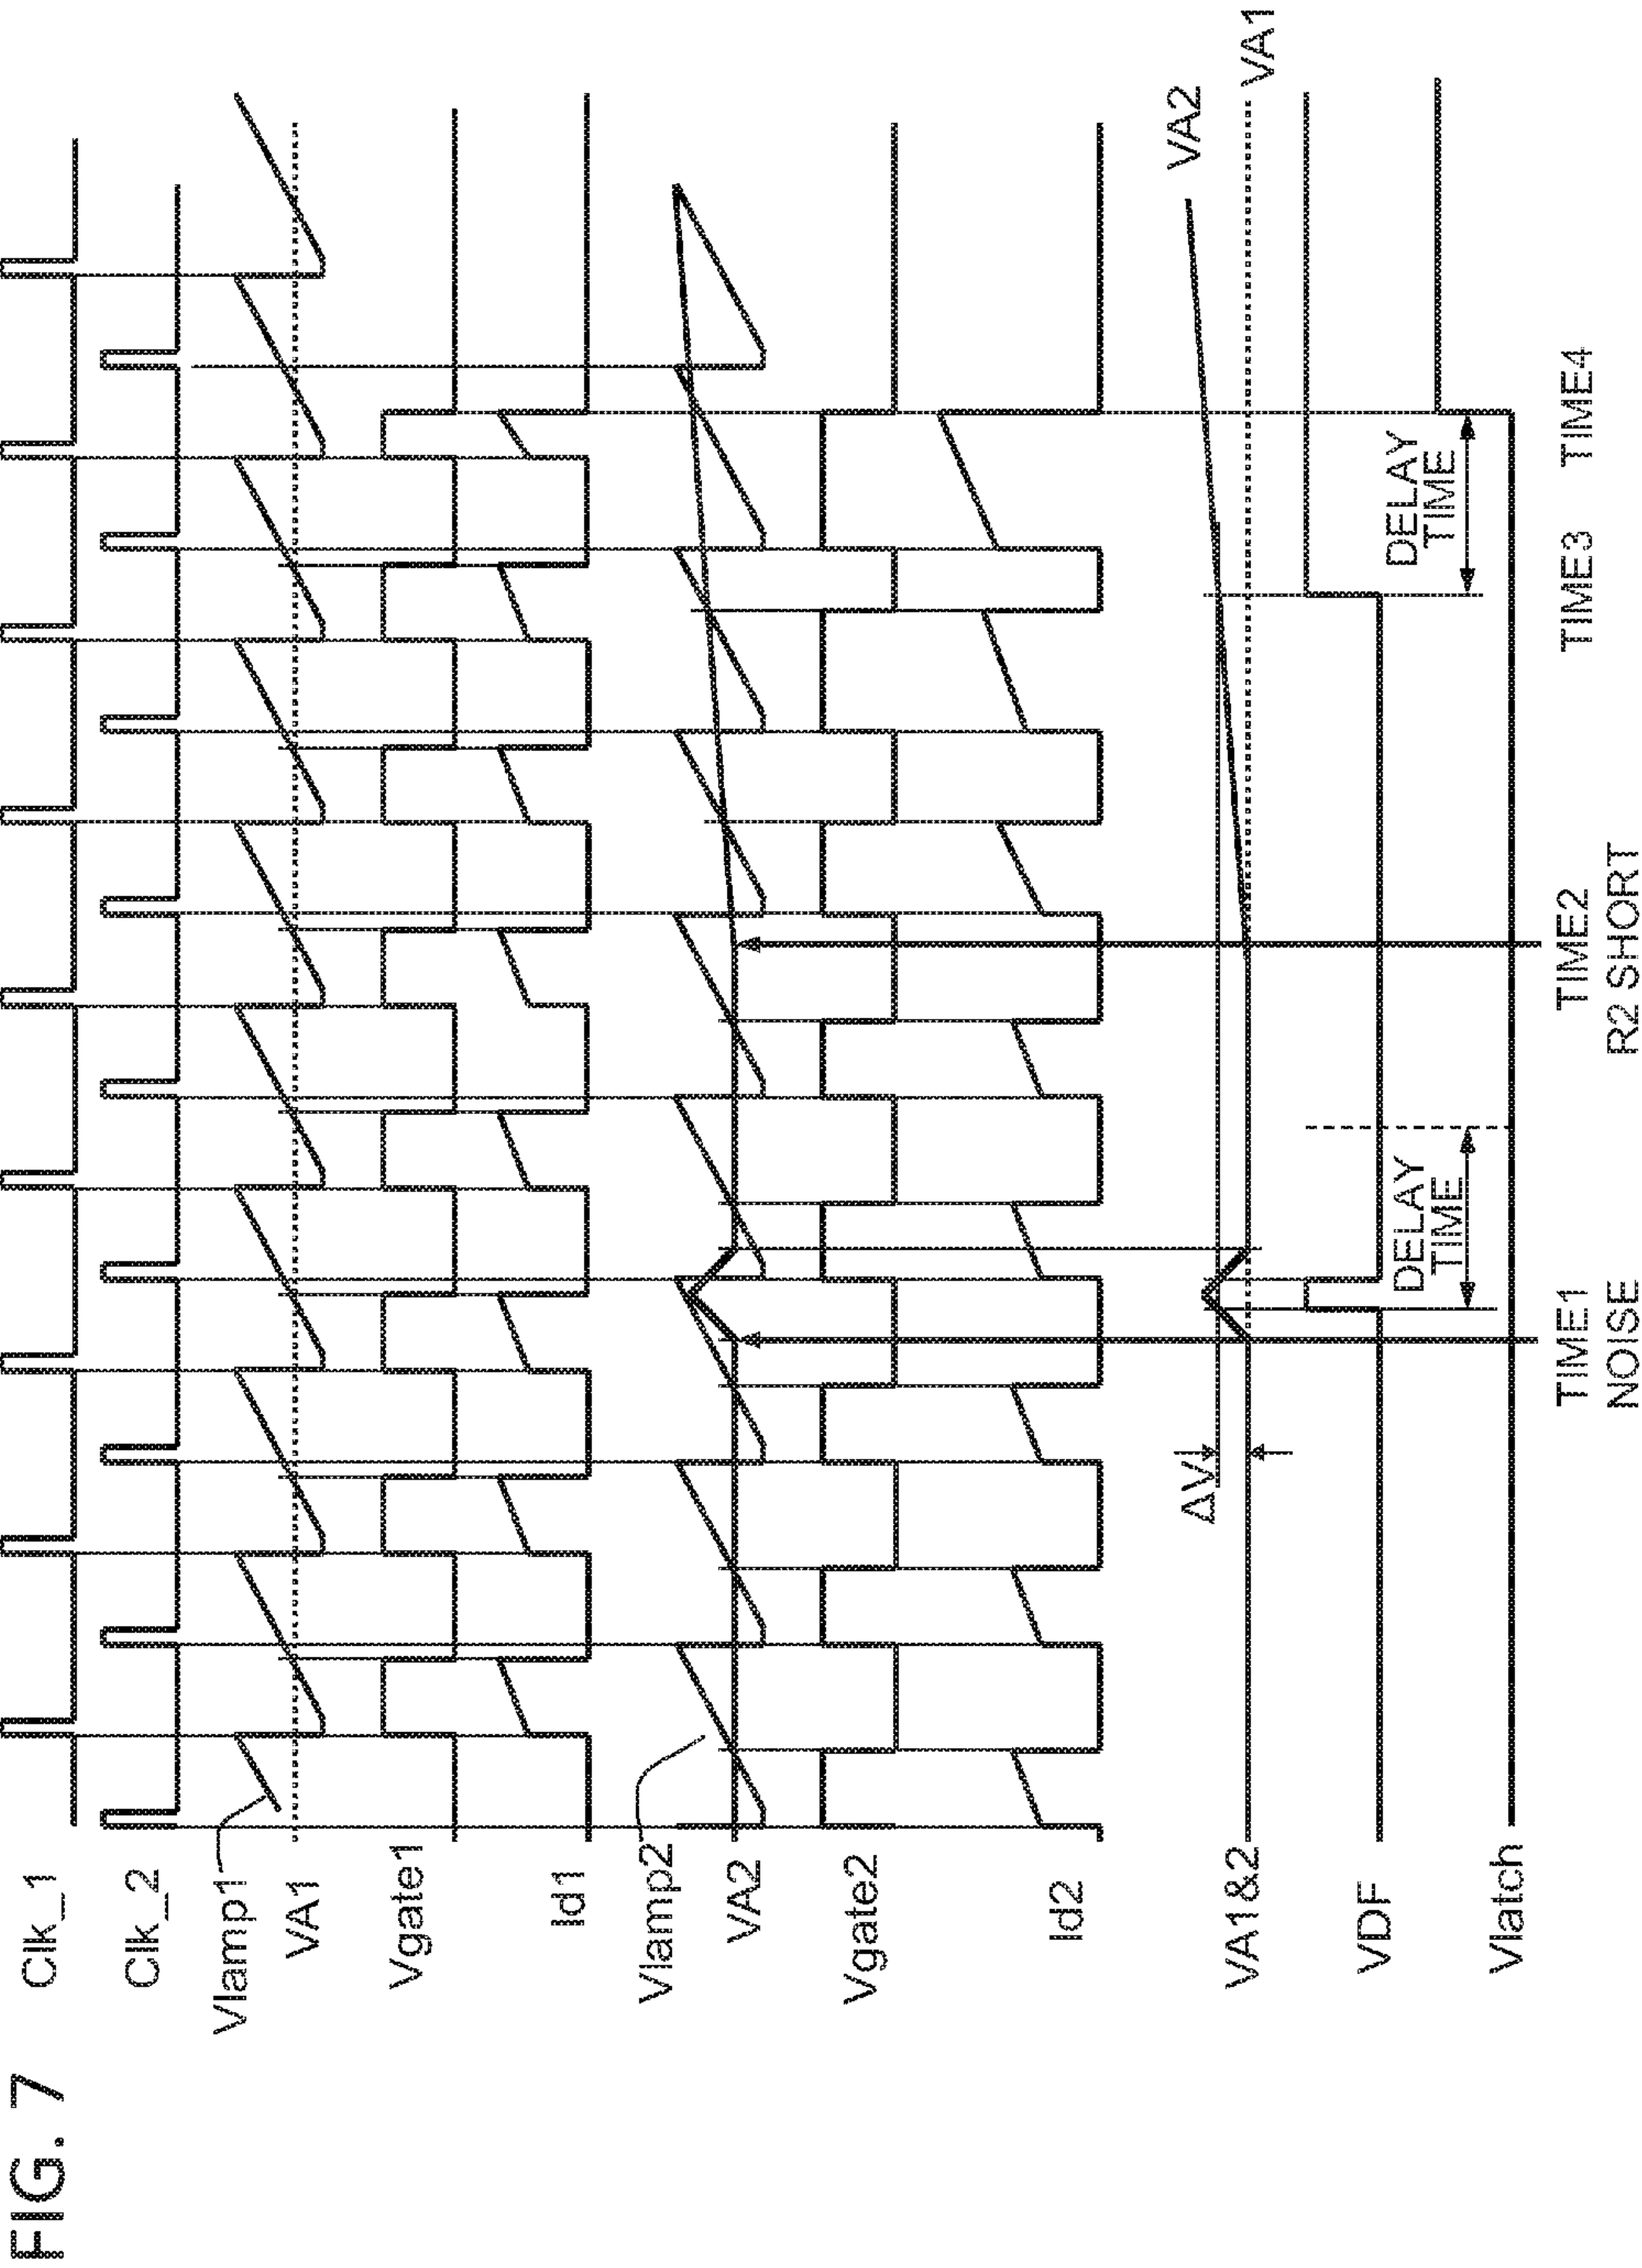 FIG. 7
Clk_1
Clk_2
Vlamp1
VA1
Vgate1
Id1
Vlamp2
VA2
Vgate2
Id2
VA1&2
VDF
Vlatch
ΔV
VA2
VA1
DELAY
TIME
DELAY
TIME
TIME1
NOISE
TIME2
R2 SHORT
TIME3
TIME4